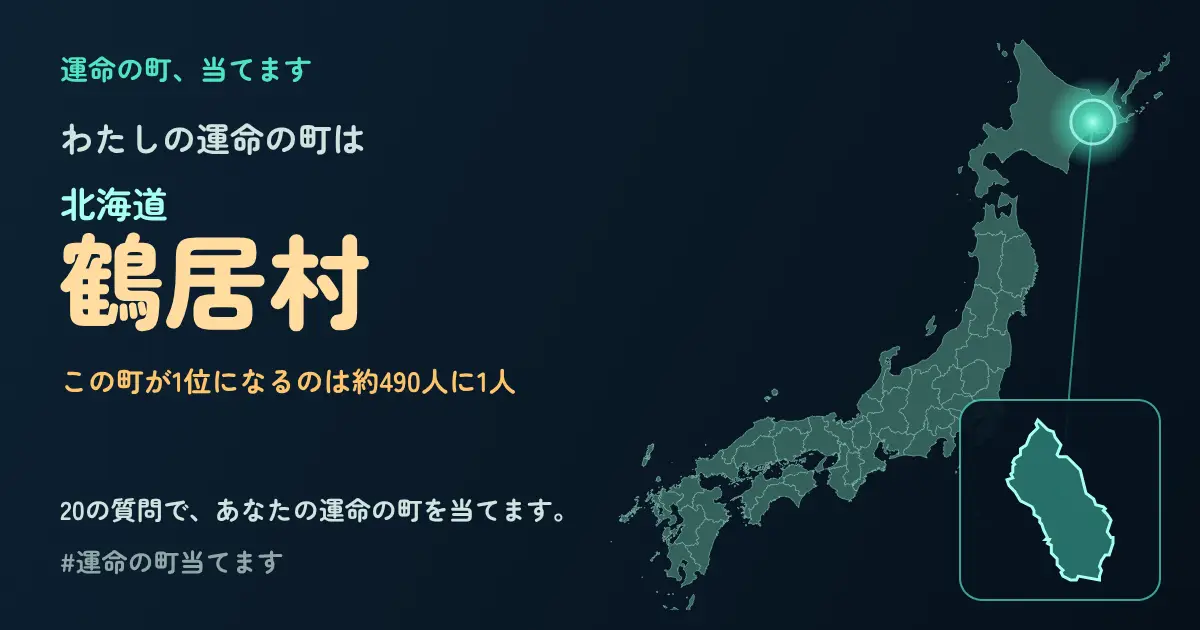 運命の町、当てます
わたしの運命の町は
北海道
鶴居村
この町が1位になるのは約490人に1人
20の質問で、あなたの運命の町を当てます。
#運命の町当てます